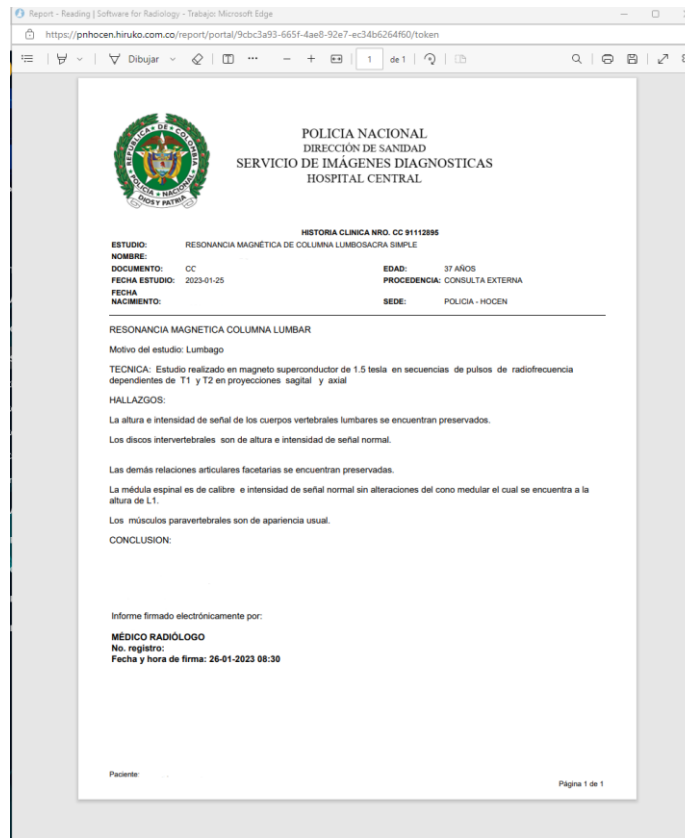 Report - Reading | Software for Radiology - Trabajo: Microsoft Edge
https://pnhocen.hiruko.com.co/report/portal/9cbc3a93-665f-4ae8-92e7-ec34b6264f60/token
Dibujar
1 de 1
REPUBLICA DE COLOMBIA
POLICIA NACIONAL
DIOS Y PATRIA
POLICIA NACIONAL
DIRECCIÓN DE SANIDAD
SERVICIO DE IMÁGENES DIAGNOSTICAS
HOSPITAL CENTRAL
HISTORIA CLINICA NRO. CC 91112895
ESTUDIO: RESONANCIA MAGNÉTICA DE COLUMNA LUMBOSACRA SIMPLE
NOMBRE:
DOCUMENTO: CC EDAD: 37 AÑOS
FECHA ESTUDIO: 2023-01-25 PROCEDENCIA: CONSULTA EXTERNA
FECHA
NACIMIENTO: SEDE: POLICIA - HOCEN
RESONANCIA MAGNETICA COLUMNA LUMBAR
Motivo del estudio: Lumbago
TECNICA: Estudio realizado en magneto superconductor de 1.5 tesla en secuencias de pulsos de radiofrecuencia
dependientes de T1 y T2 en proyecciones sagital y axial
HALLAZGOS:
La altura e intensidad de señal de los cuerpos vertebrales lumbares se encuentran preservados.
Los discos intervertebrales son de altura e intensidad de señal normal.
Las demás relaciones articulares facetarias se encuentran preservadas.
La médula espinal es de calibre e intensidad de señal normal sin alteraciones del cono medular el cual se encuentra a la
altura de L1.
Los músculos paravertebrales son de apariencia usual.
CONCLUSION:
Informe firmado electrónicamente por:
MÉDICO RADIÓLOGO
No. registro:
Fecha y hora de firma: 26-01-2023 08:30
Paciente:
Página 1 de 1